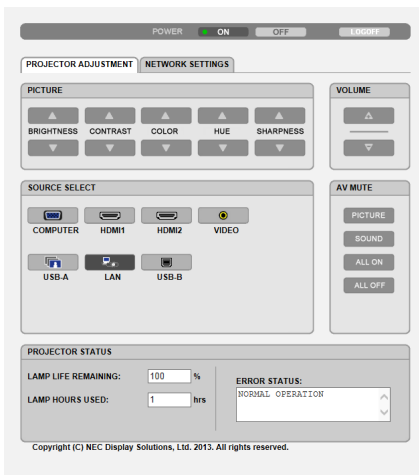 POWER ON OFF LOGOFF
PROJECTOR ADJUSTMENT NETWORK SETTINGS
PICTURE VOLUME
BRIGHTNESS CONTRAST COLOR HUE SHARPNESS
SOURCE SELECT AV MUTE
COMPUTER HDMI1 HDMI2 VIDEO
PICTURE
SOUND
USB-A LAN USB-B
ALL ON
ALL OFF
PROJECTOR STATUS
LAMP LIFE REMAINING: 100 %
LAMP HOURS USED: 1 hrs
ERROR STATUS:
NORMAL OPERATION
Copyright (C) NEC Display Solutions, Ltd. 2013. All rights reserved.